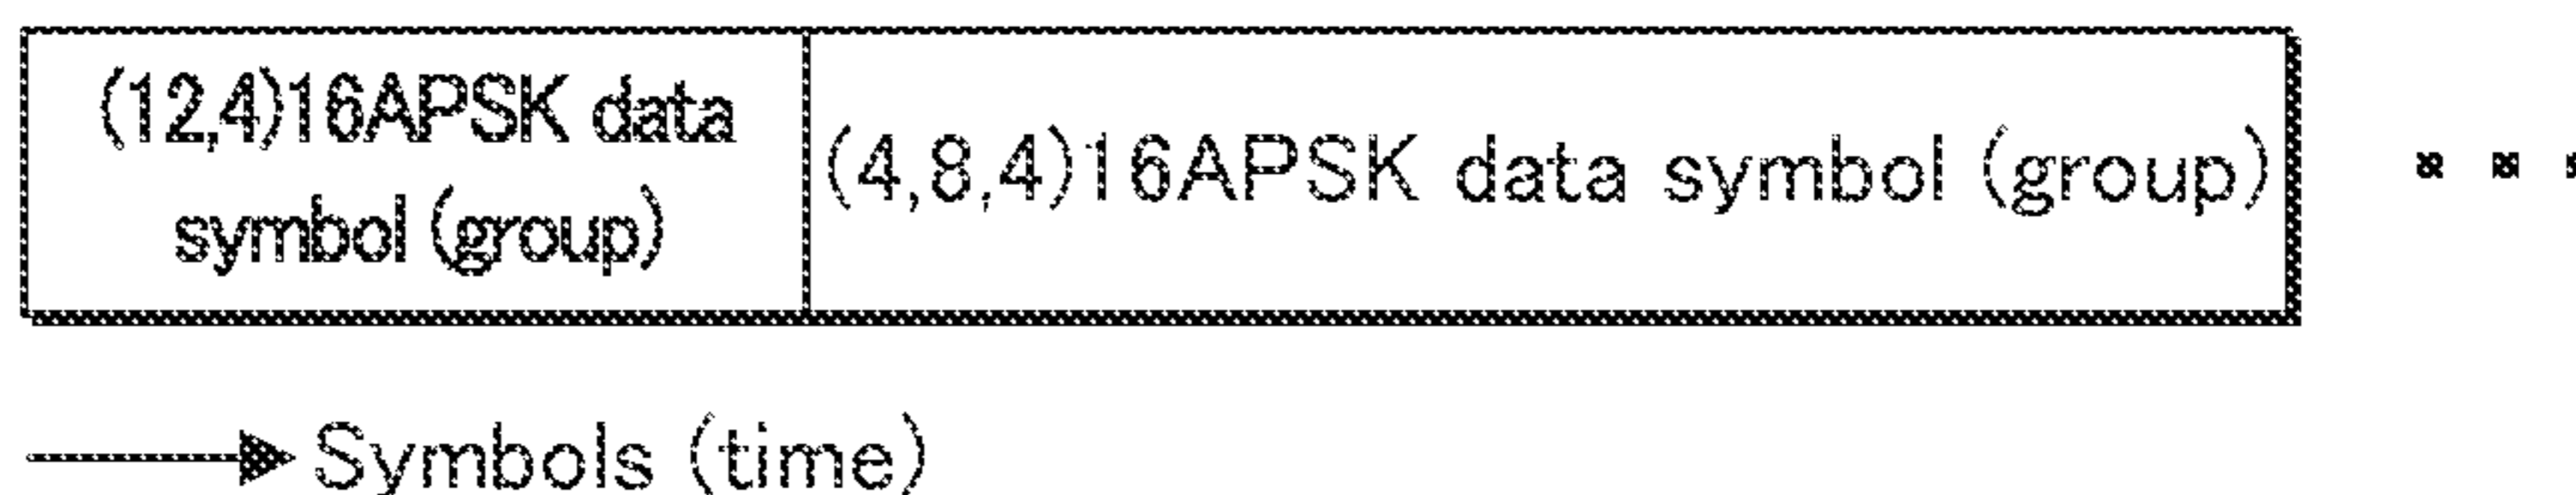 (12,4)16APSK data
symbol (group)
(4,8,4)16APSK data symbol (group)
Symbols (time)